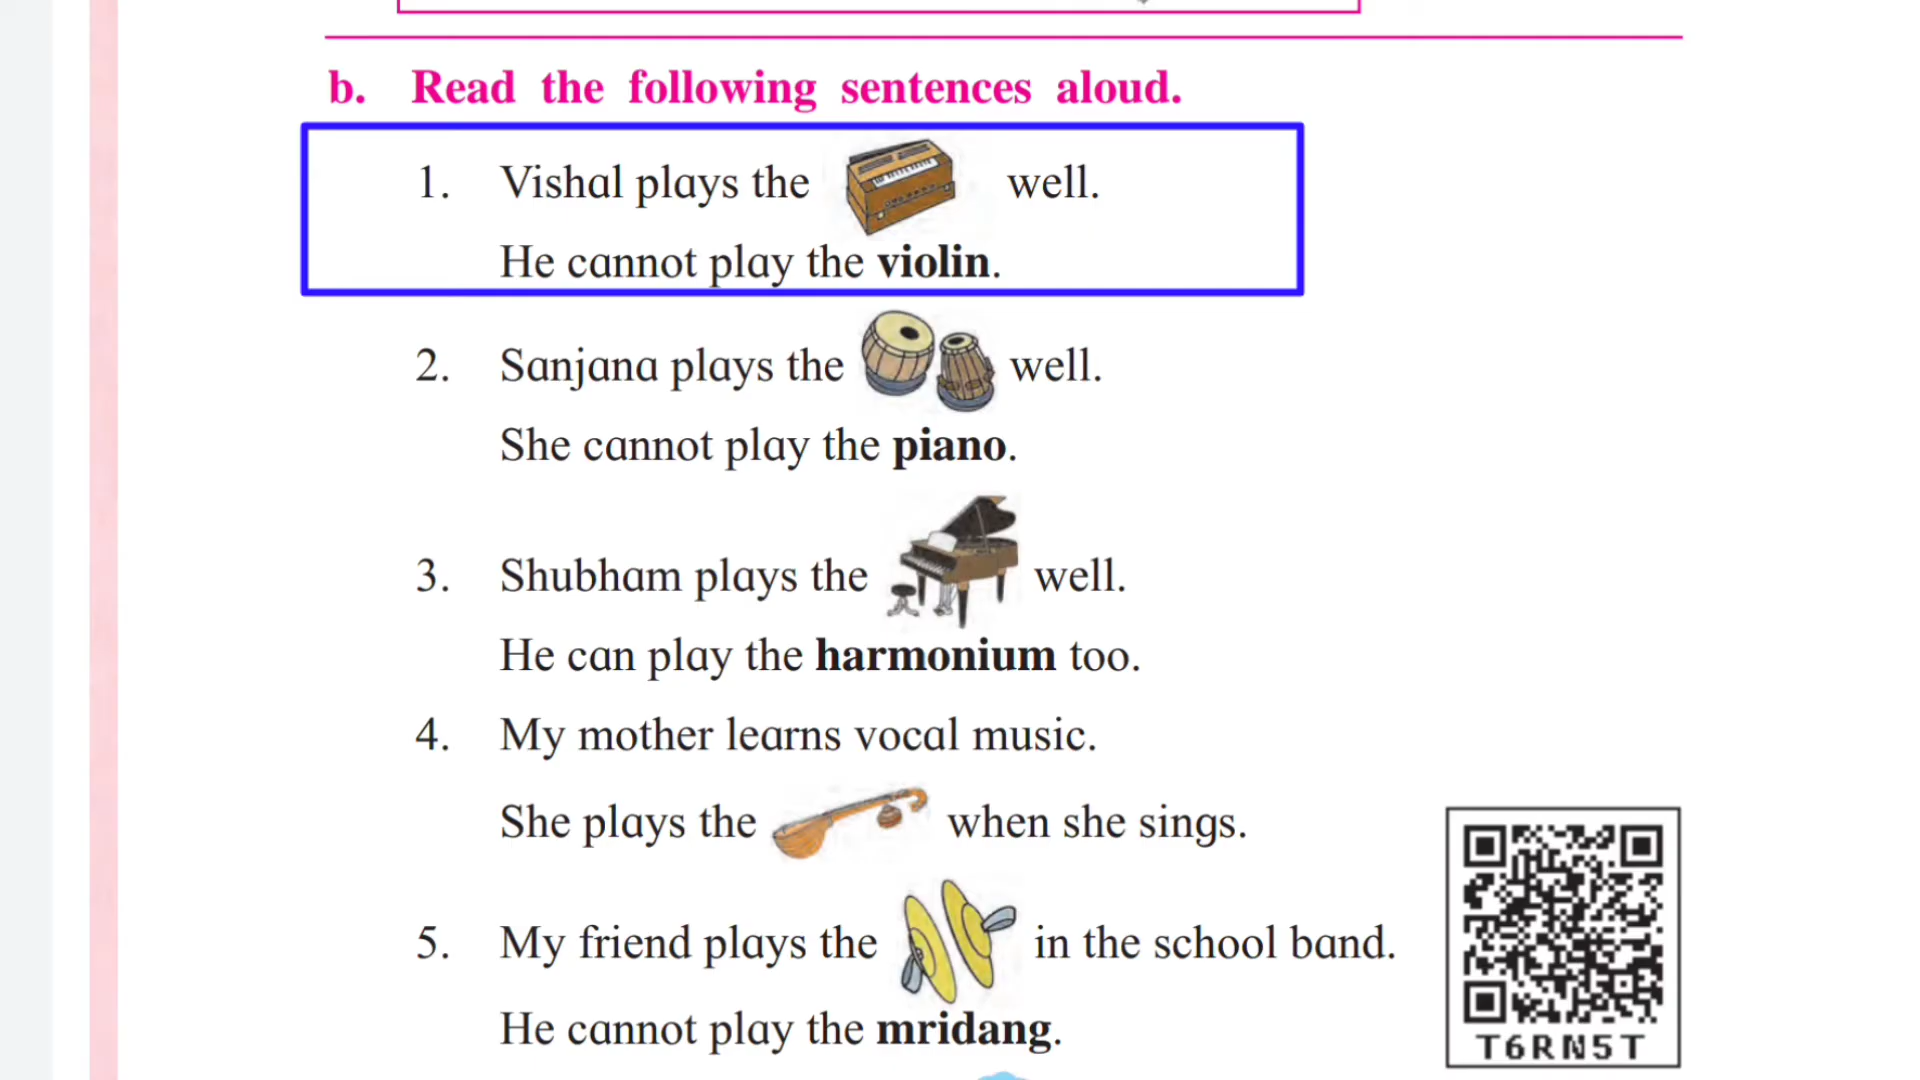 b. Read the following sentences aloud.
1. Vishal plays the well.
He cannot play the violin.
2. Sanjana plays the well.
She cannot play the piano.
3. Shubham plays the well.
He can play the harmonium too.
4. My mother learns vocal music.
She plays the when she sings.
5. My friend plays the in the school band.
He cannot play the mridang.
T6RN5T